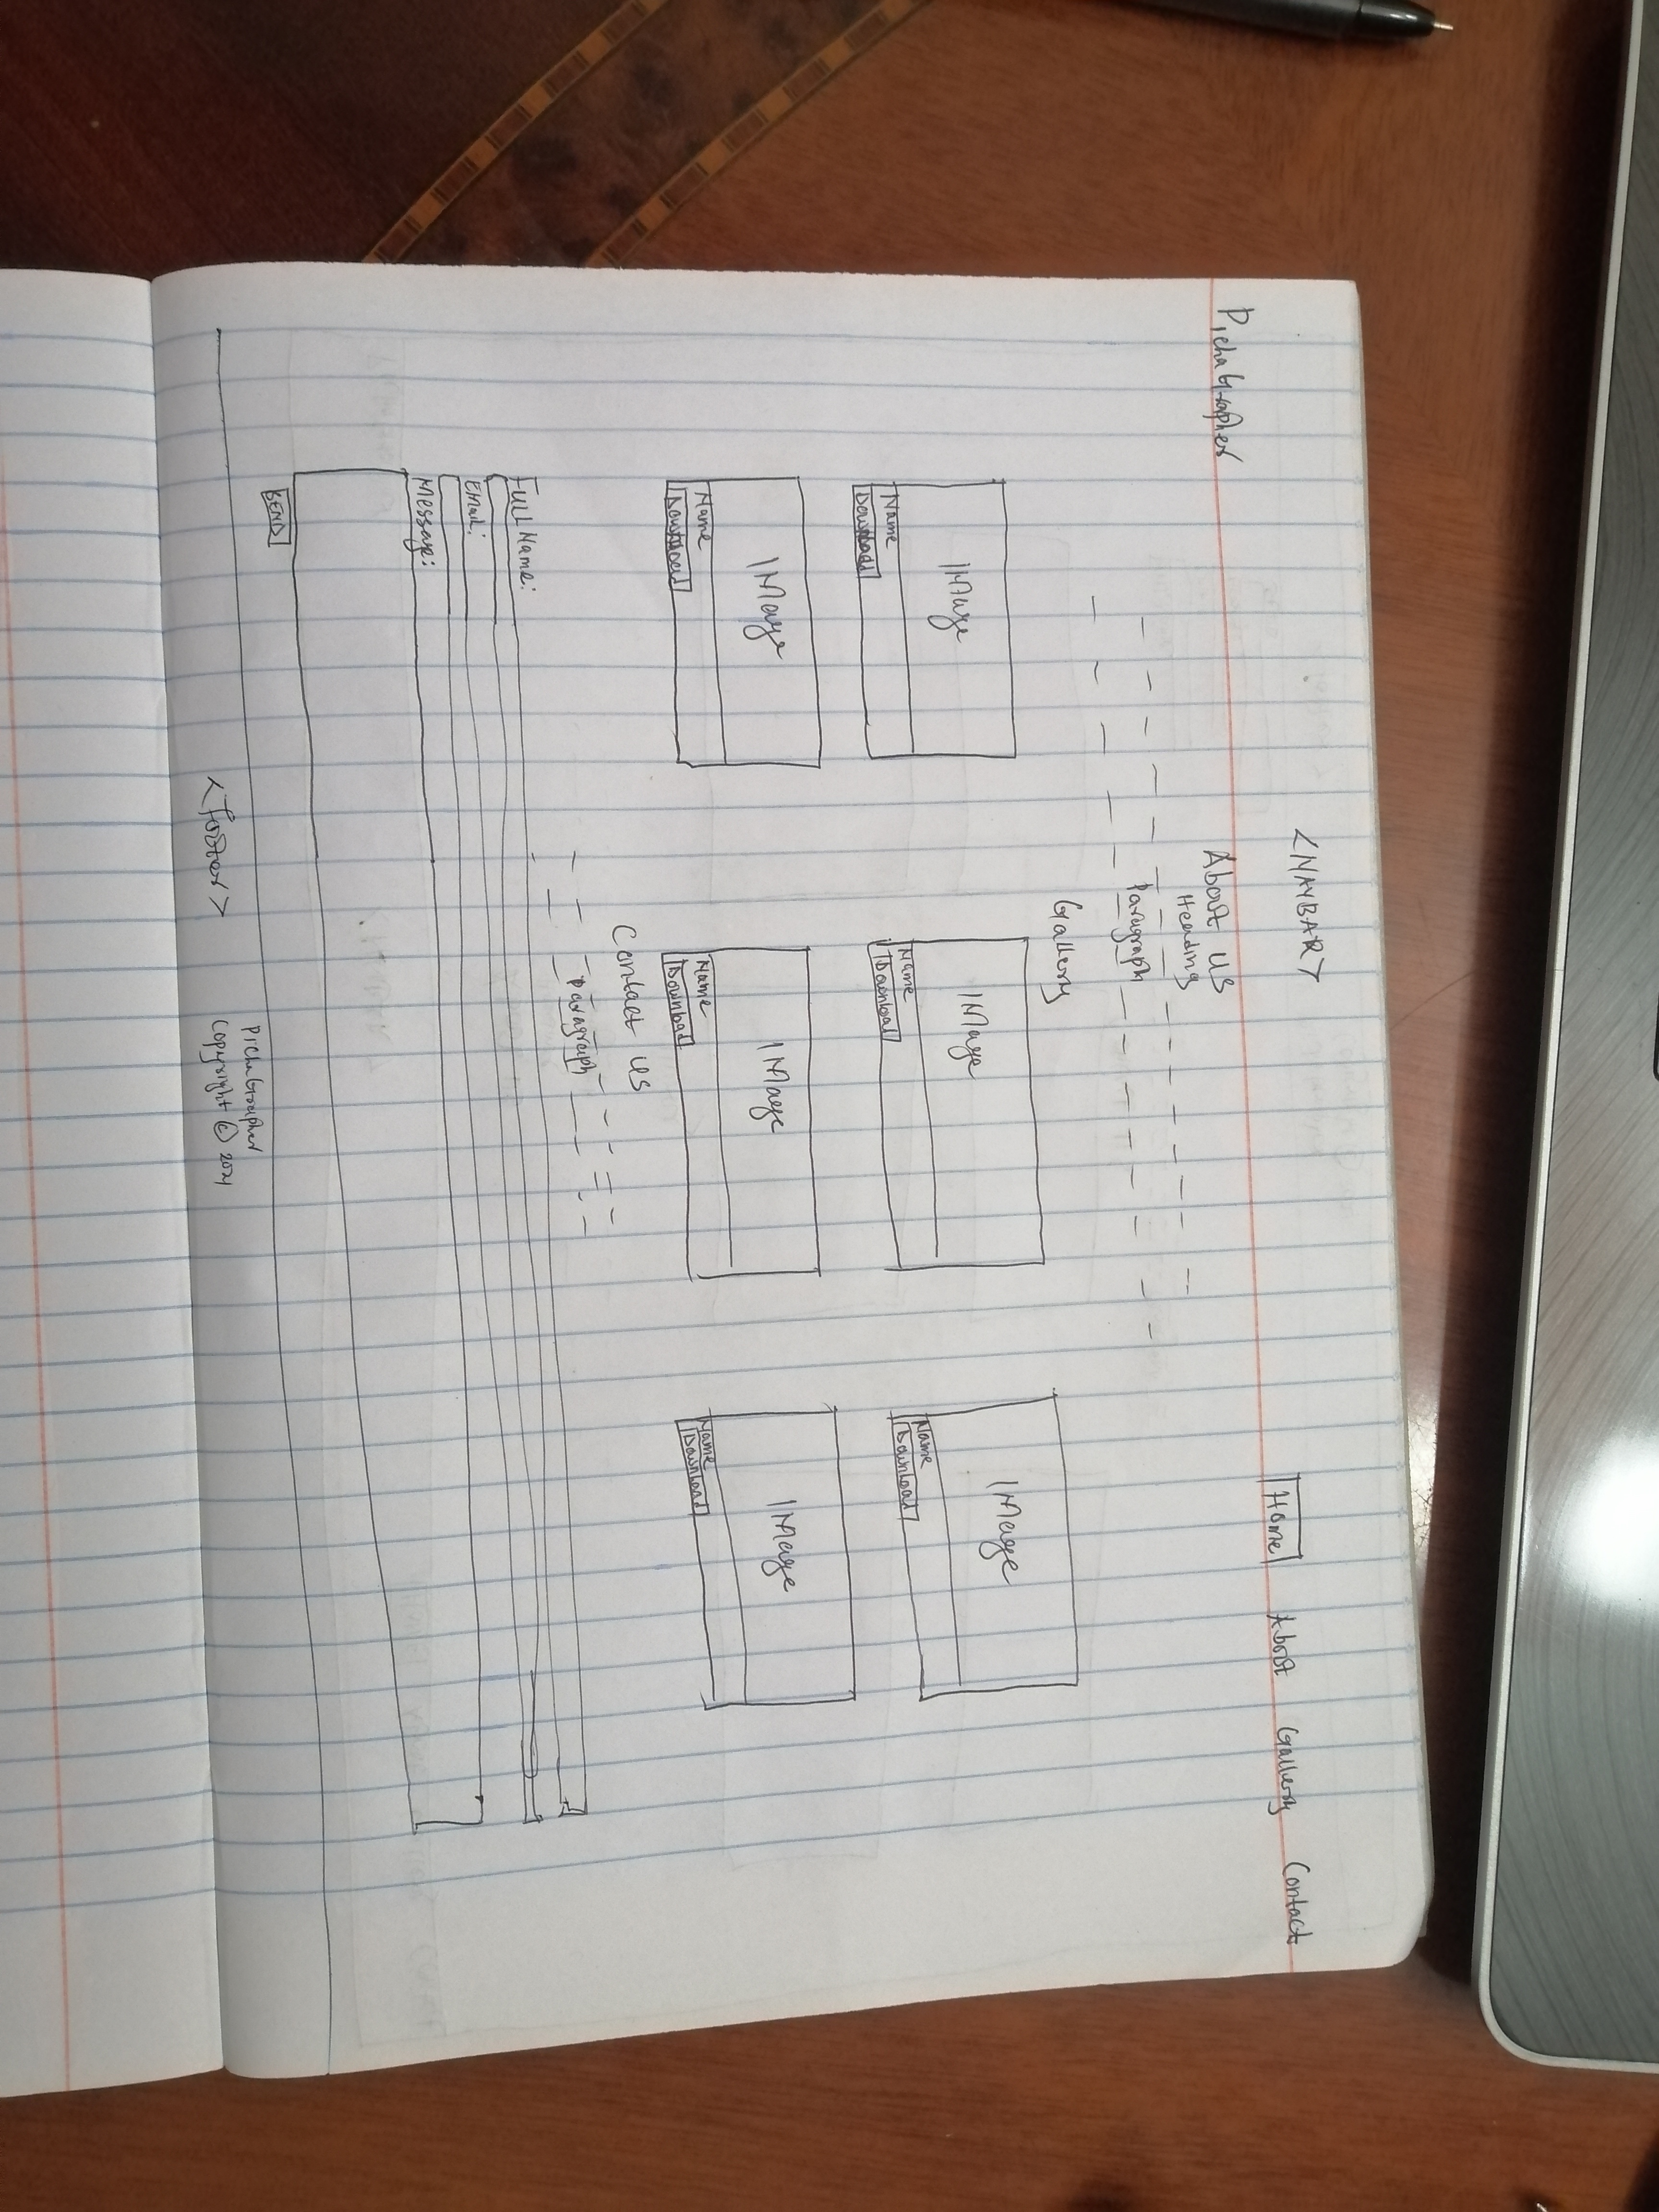 <NAVBAR>
PichaGrapher
Home About Gallery Contact
About us
Heading
Paragraph
Gallery
IMage IMage IMage
Name Name Name
Download Download Download
IMage IMage IMage
Name Name Name
Download Download Download
Contact us
Paragraph
Full Name:
Email:
Message:
SEND
PichaGrapher
<footer> Copyright © 2021